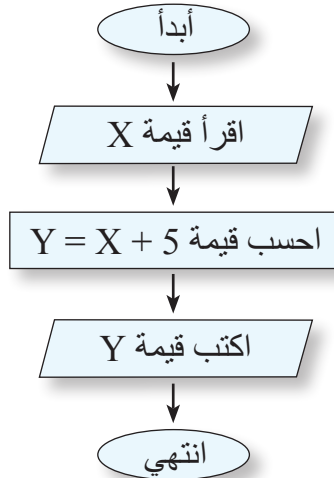 أبدأ
اقرأ قيمة X
احسب قيمة Y = X + 5
اكتب قيمة Y
انتهي